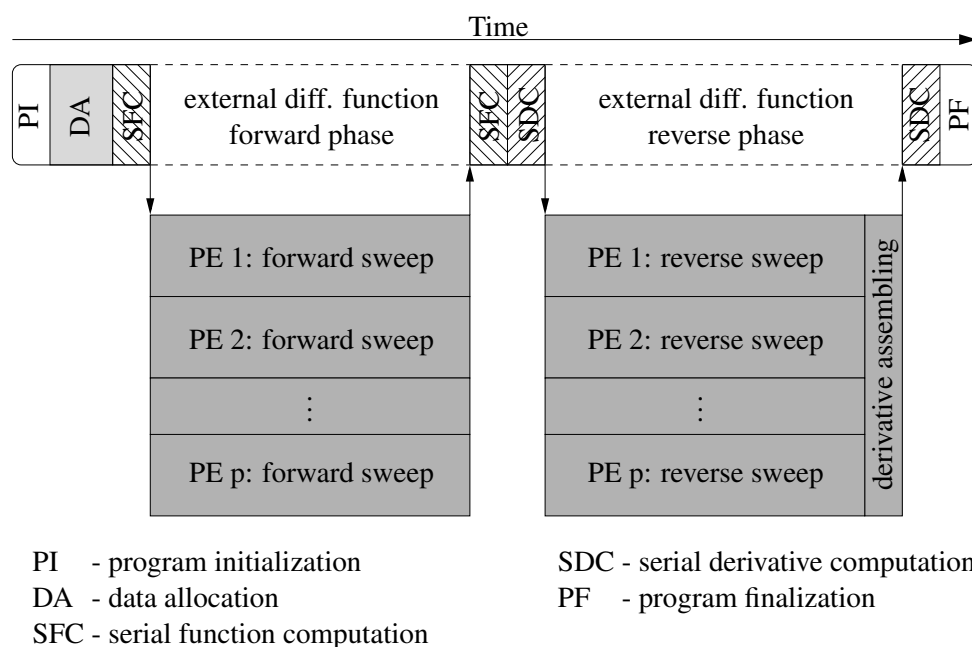 Time
PI
DA
SFC
external diff. function
forward phase
SFC
SDC
external diff. function
reverse phase
SDC
PF
PE 1: forward sweep
PE 2: forward sweep
⋮
PE p: forward sweep
PE 1: reverse sweep
PE 2: reverse sweep
⋮
PE p: reverse sweep
derivative assembling
PI - program initialization
DA - data allocation
SFC - serial function computation
SDC - serial derivative computation
PF - program finalization